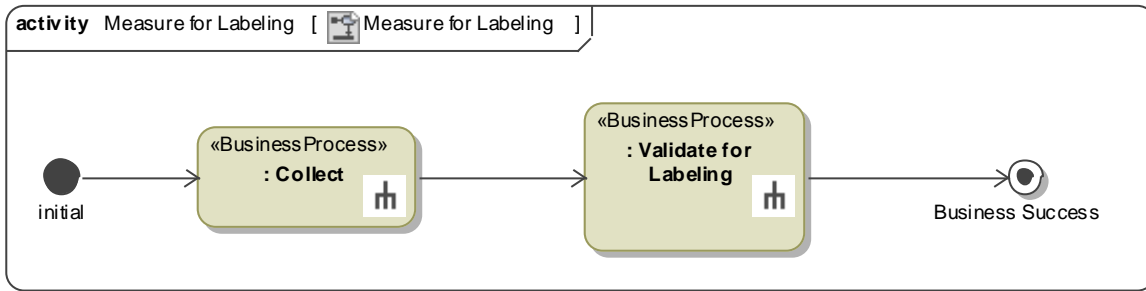 activity Measure for Labeling [ Measure for Labeling ]
«BusinessProcess»
: Collect
«BusinessProcess»
: Validate for
Labeling
initial
Business Success